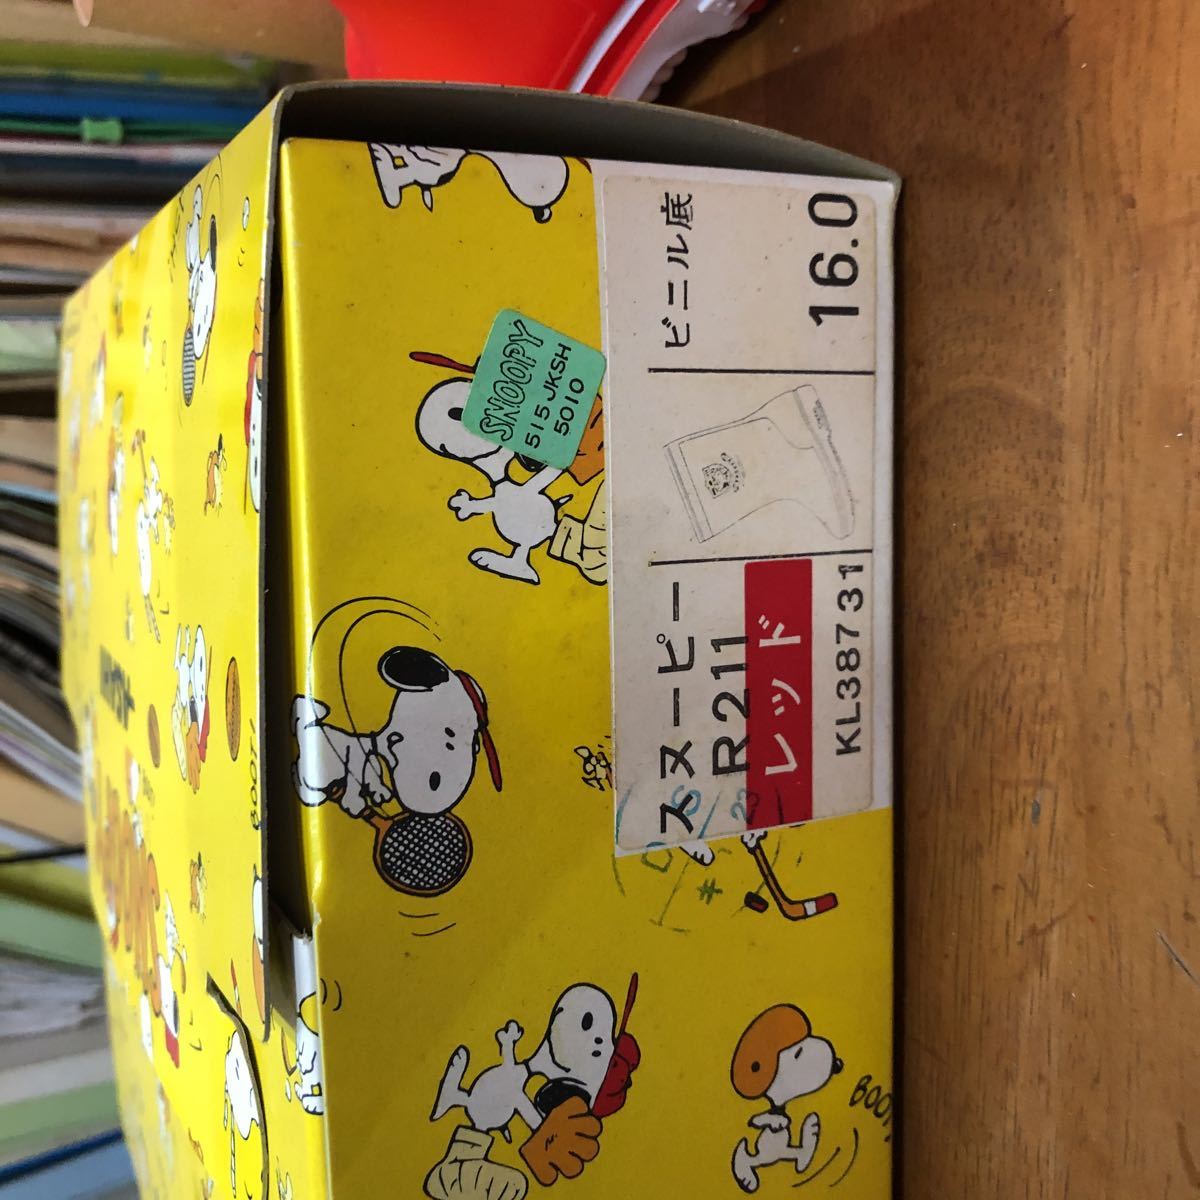 スヌーピー
R211
レッド
KL38731
ビニル底
16.0
SNOOPY
515 JKSH
5010
BOOM